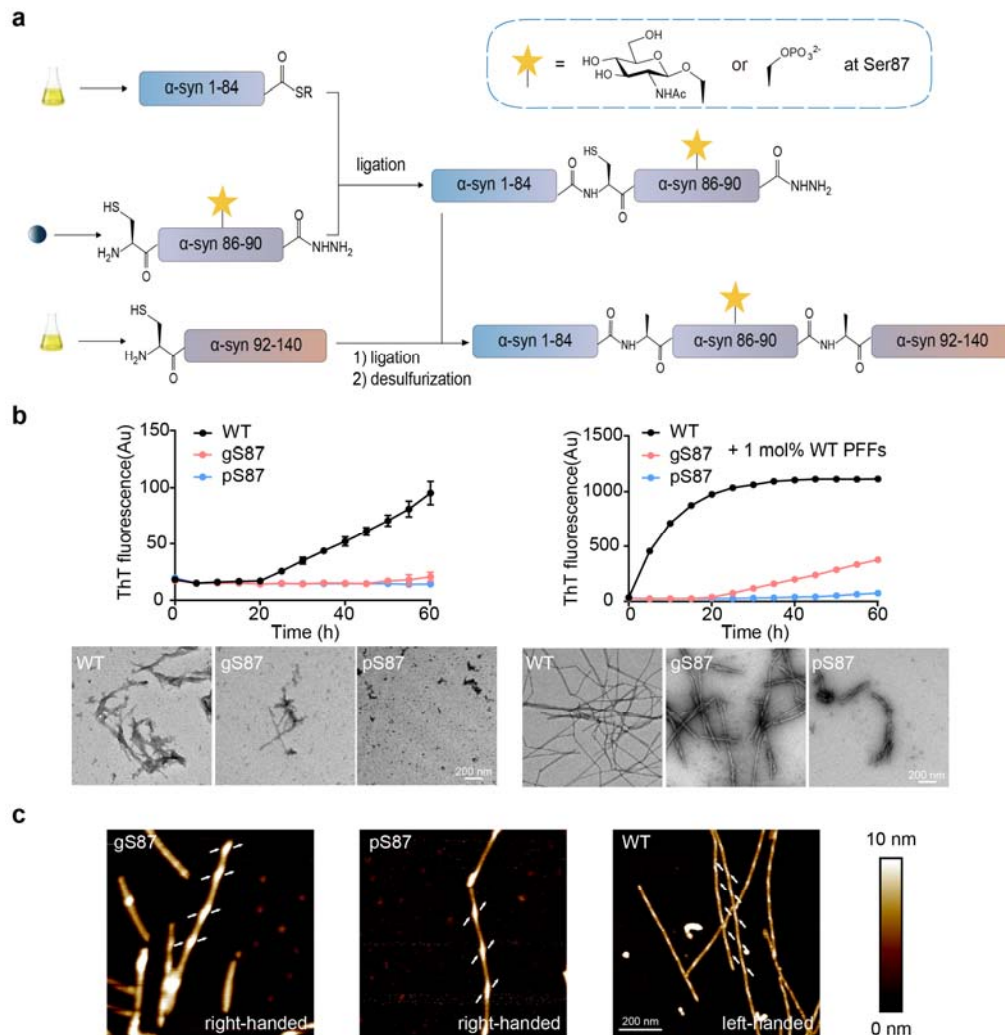 a
α-syn 1-84
O
SR
OH
HO
HO
NHAc
O
O
=
or
OPO₃²⁻
at Ser87
ligation
HS
H₂N
O
α-syn 86-90
O
NHNH₂
α-syn 1-84
O
NH
HS
O
α-syn 86-90
O
NHNH₂
HS
H₂N
O
α-syn 92-140
1) ligation
2) desulfurization
α-syn 1-84
O
NH
O
α-syn 86-90
O
NH
O
α-syn 92-140
b
ThT fluorescence(Au)
150
100
50
0
0 20 40 60
Time (h)
WT
gS87
pS87
ThT fluorescence(Au)
1500
1000
500
0
0 20 40 60
Time (h)
WT
gS87
pS87
+ 1 mol% WT PFFs
WT
gS87
pS87
200 nm
WT
gS87
pS87
200 nm
c
gS87
right-handed
pS87
right-handed
WT
200 nm
left-handed
10 nm
0 nm